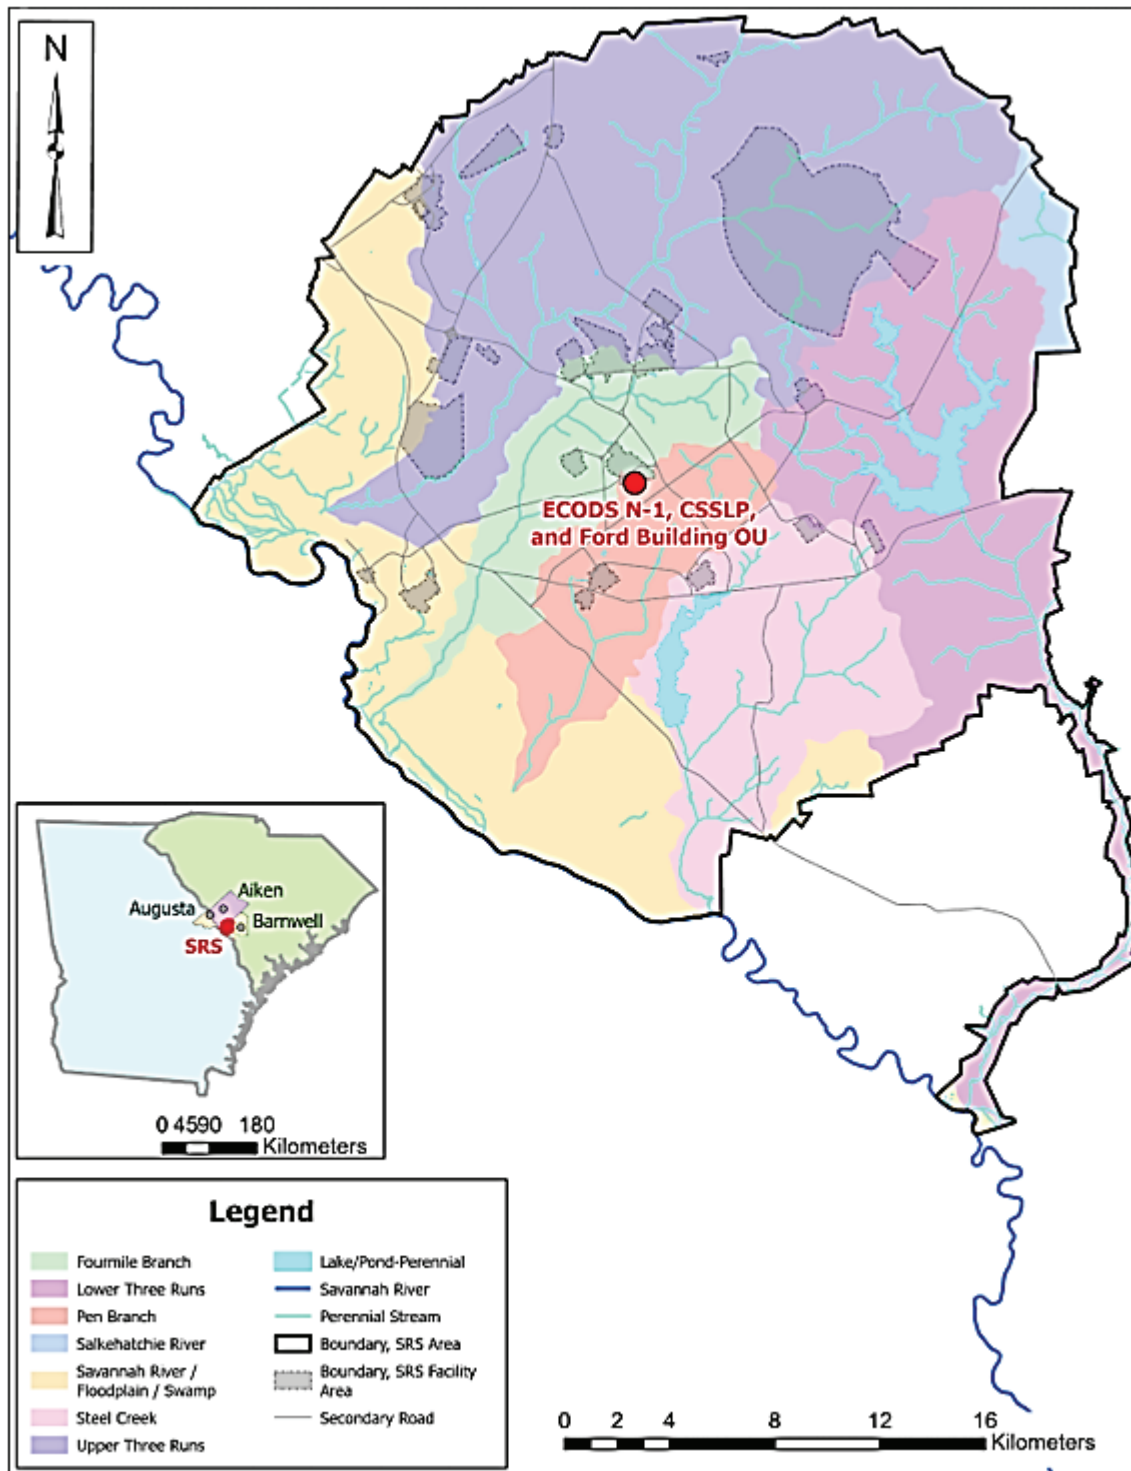 N
ECODS N-1, CSSLP,
and Ford Building OU
Aiken
Augusta
Barnwell
SRS
0 4590 180
Kilometers
Legend
Fourmile Branch
Lower Three Runs
Pen Branch
Salkehatchie River
Savannah River /
Floodplain / Swamp
Steel Creek
Upper Three Runs
Lake/Pond-Perennial
Savannah River
Perennial Stream
Boundary, SRS Area
Boundary, SRS Facility
Area
Secondary Road
0 2 4 8 12 16
Kilometers